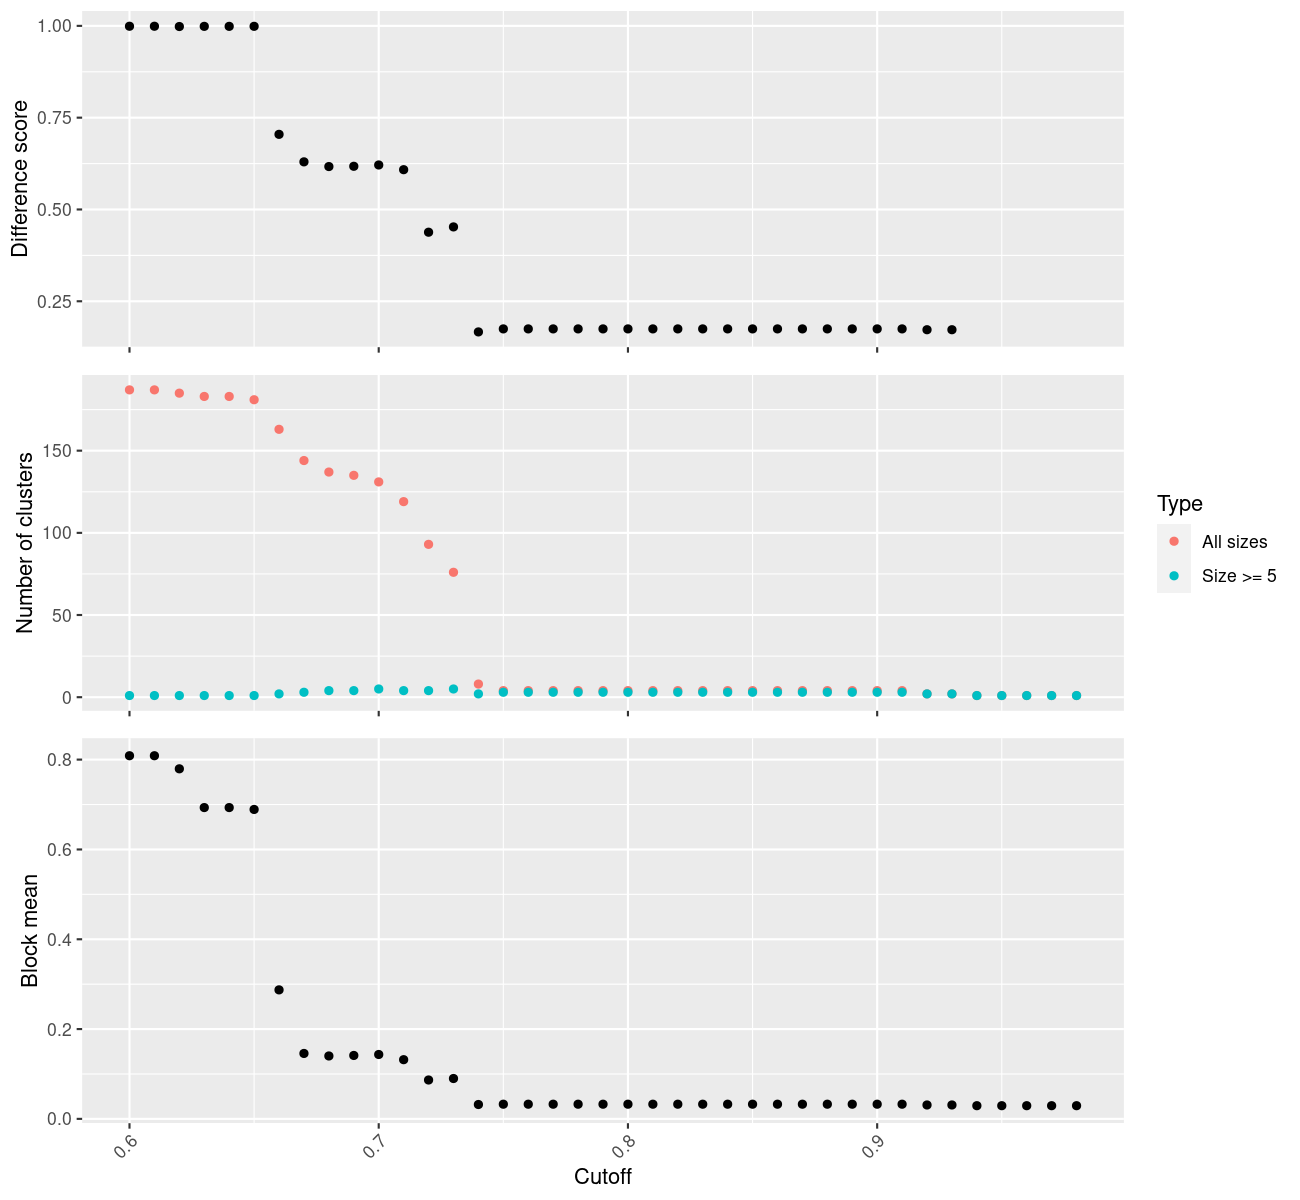 Difference score
1.00
0.75
0.50
0.25
Number of clusters
150
100
50
0
Type
All sizes
Size >= 5
Block mean
0.8
0.6
0.4
0.2
0.0
0.6 0.7 0.8 0.9
Cutoff